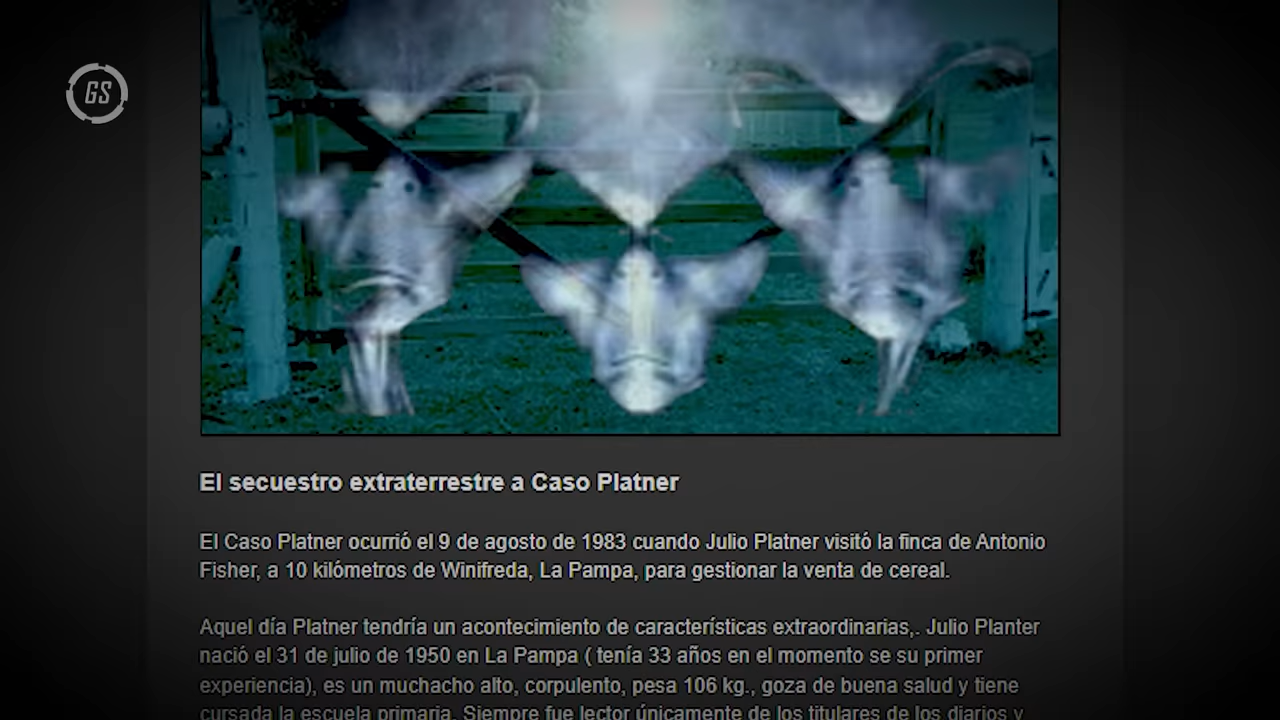 GS
El secuestro extraterrestre a Caso Platner
El Caso Platner ocurrió el 9 de agosto de 1983 cuando Julio Platner visitó la finca de Antonio
Fisher, a 10 kilómetros de Winifreda, La Pampa, para gestionar la venta de cereal.
Aquel día Platner tendría un acontecimiento de características extraordinarias,. Julio Planter
nació el 31 de julio de 1950 en La Pampa ( tenía 33 años en el momento se su primer
experiencia), es un muchacho alto, corpulento, pesa 106 kg., goza de buena salud y tiene
cursada la escuela primaria. Siempre fue lector únicamente de los titulares de los diarios y